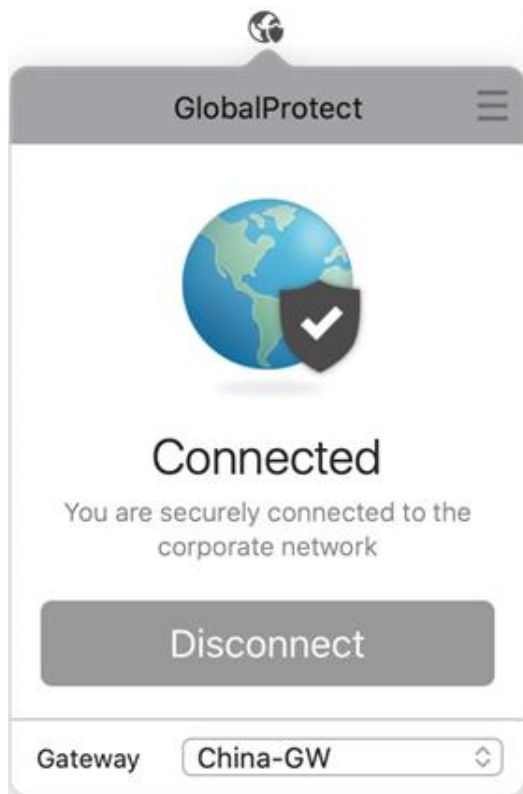 GlobalProtect
Connected
You are securely connected to the
corporate network
Disconnect
Gateway China-GW